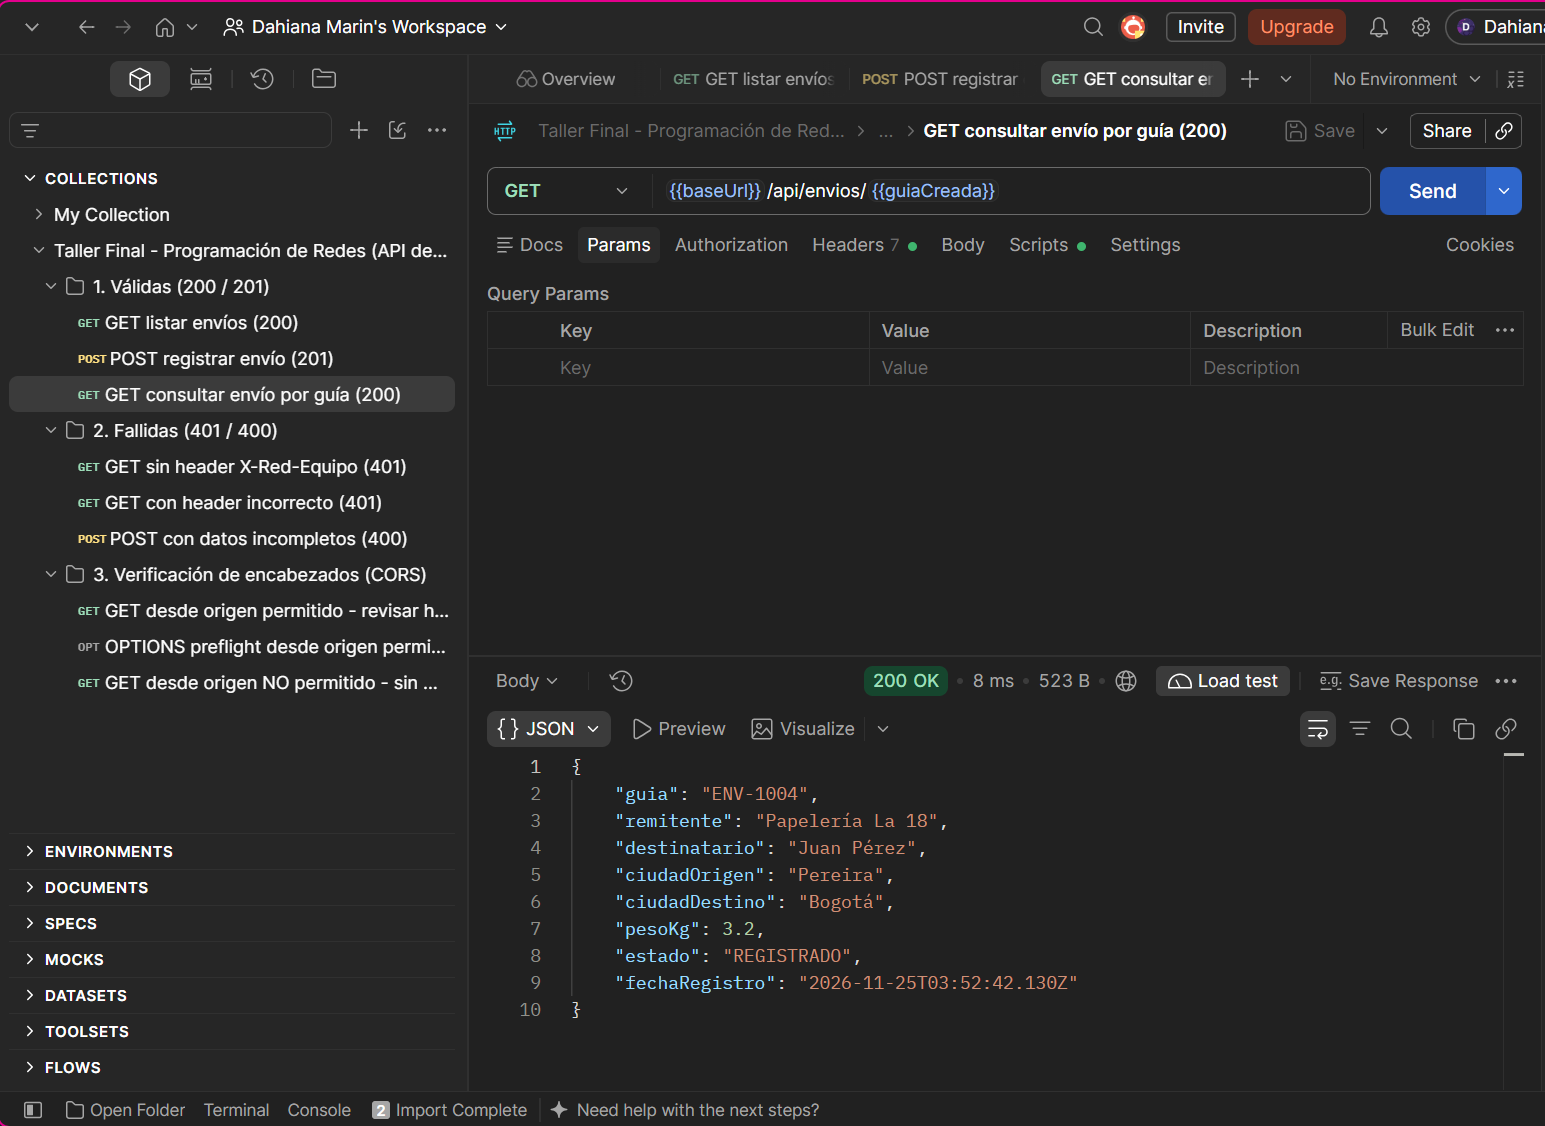 Dahiana Marin's Workspace
Invite
Upgrade
D
Dahian
Overview
GET GET listar envíos
POST POST registrar
GET GET consultar er
No Environment
HTTP Taller Final - Programación de Red... > ... > GET consultar envío por guía (200)
Save
Share
COLLECTIONS
My Collection
Taller Final - Programación de Redes (API de...
1. Válidas (200 / 201)
GET GET listar envíos (200)
POST POST registrar envío (201)
GET GET consultar envío por guía (200)
2. Fallidas (401 / 400)
GET GET sin header X-Red-Equipo (401)
GET GET con header incorrecto (401)
POST POST con datos incompletos (400)
3. Verificación de encabezados (CORS)
GET GET desde origen permitido - revisar h...
OPT OPTIONS preflight desde origen permi...
GET GET desde origen NO permitido - sin ...
ENVIRONMENTS
DOCUMENTS
SPECS
MOCKS
DATASETS
TOOLSETS
FLOWS
GET {{baseUrl}}/api/envios/{{guiaCreada}}
Send
Docs Params Authorization Headers 7 Body Scripts Settings Cookies
Query Params
Key Value Description Bulk Edit
Key Value Description
Body 200 OK 8 ms 523 B Load test e.g. Save Response
{} JSON Preview Visualize
1 {
2 "guia": "ENV-1004",
3 "remitente": "Papelería La 18",
4 "destinatario": "Juan Pérez",
5 "ciudadOrigen": "Pereira",
6 "ciudadDestino": "Bogotá",
7 "pesoKg": 3.2,
8 "estado": "REGISTRADO",
9 "fechaRegistro": "2026-11-25T03:52:42.130Z"
10 }
Open Folder Terminal Console 2 Import Complete Need help with the next steps?